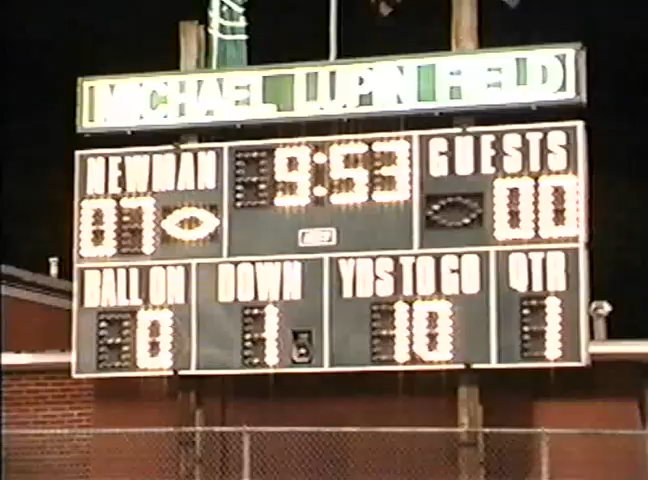 MICHAEL LUPIN FIELD
NEWMAN 9:53 GUESTS
07 00
BALL ON DOWN YDS TO GO QTR
0 1 10 1